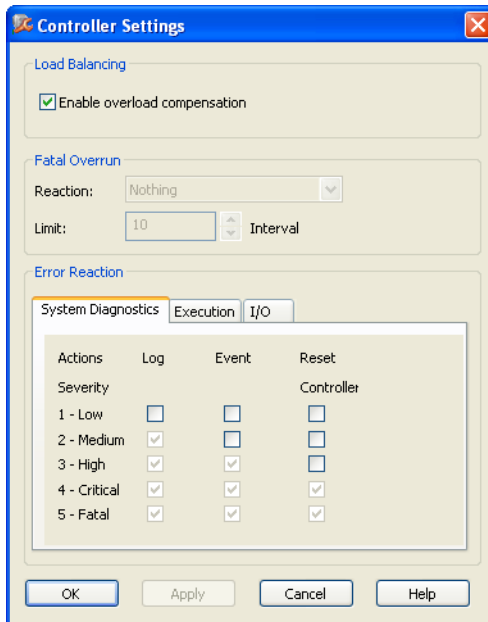 Controller Settings
Load Balancing
Enable overload compensation
Fatal Overrun
Reaction: Nothing
Limit: 10 Interval
Error Reaction
System Diagnostics Execution I/O
Actions Log Event Reset
Severity Controller
1 - Low
2 - Medium
3 - High
4 - Critical
5 - Fatal
OK Apply Cancel Help